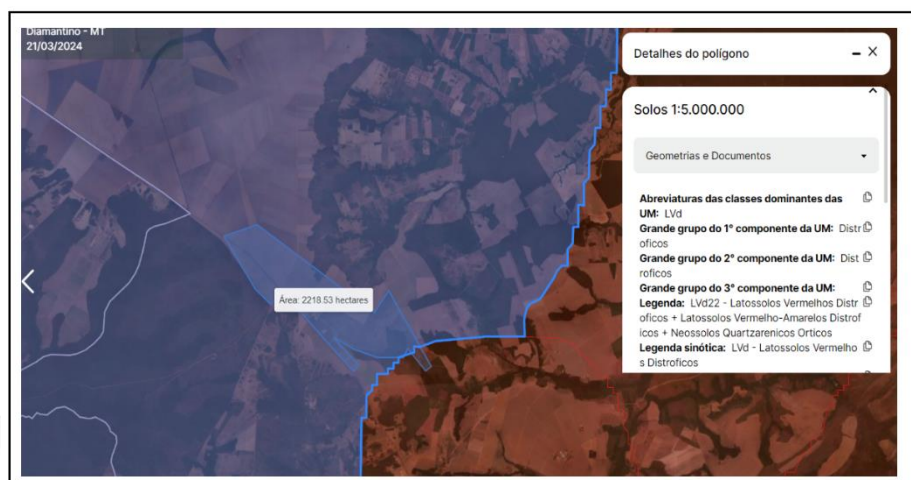 Diamantino - MT
21/03/2024
Área: 2218.53 hectares
Detalhes do polígono
Solos 1:5.000.000
Geometrias e Documentos
Abreviaturas das classes dominantes das
UM: LVd
Grande grupo do 1° componente da UM: Distr
oficos
Grande grupo do 2° componente da UM: Dist
roficos
Grande grupo do 3° componente da UM:
Legenda: LVd22 - Latossolos Vermelhos Distr
oficos + Latossolos Vermelho-Amarelos Distrof
icos + Neossolos Quartzarenicos Orticos
Legenda sinótica: LVd - Latossolos Vermelho
s Distroficos